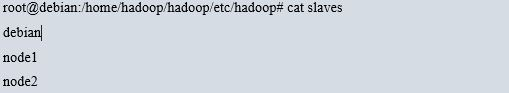 root@debian:/home/hadoop/hadoop/etc/hadoop# cat slaves
debian
node1
node2